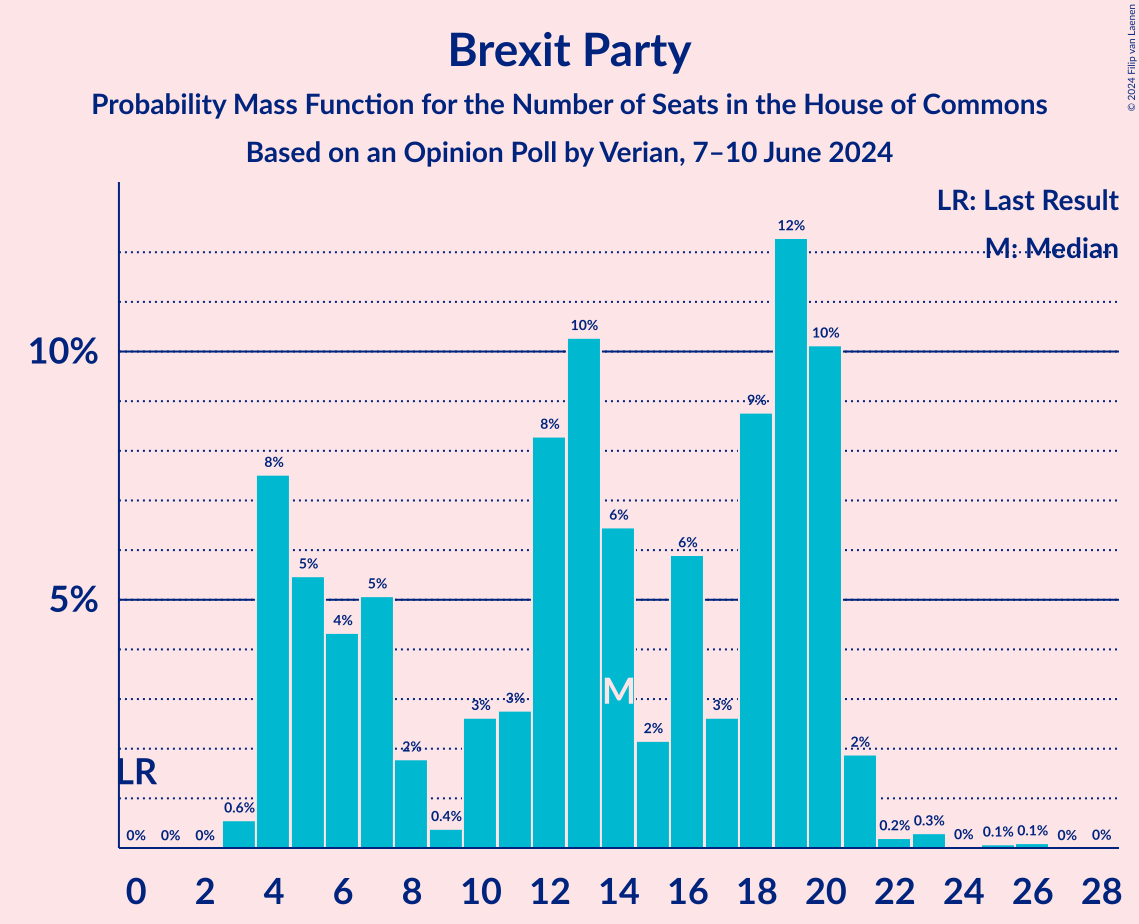 Brexit Party
Probability Mass Function for the Number of Seats in the House of Commons
Based on an Opinion Poll by Verian, 7–10 June 2024
© 2024 Filip van Laenen
LR: Last Result
M: Median
10%
5%
LR
M
0% 0% 0% 0.6% 8% 5% 4% 5% 2% 0.4% 3% 3% 8% 10% 6% 2% 6% 3% 9% 12% 10% 2% 0.2% 0.3% 0% 0.1% 0.1% 0% 0%
0 2 4 6 8 10 12 14 16 18 20 22 24 26 28